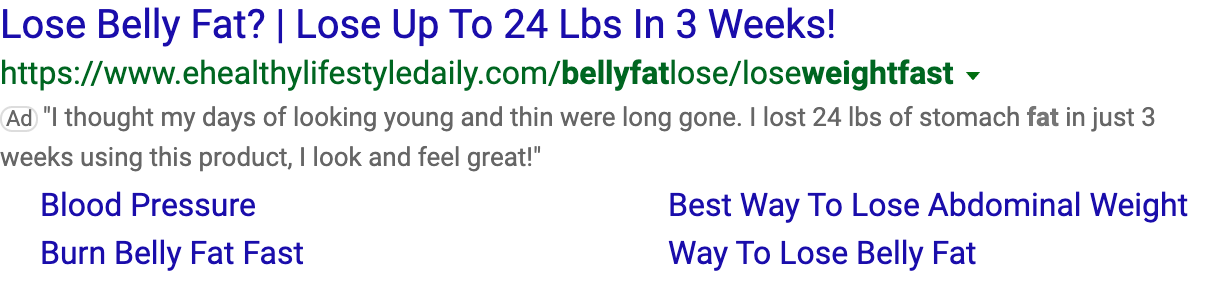 Lose Belly Fat? | Lose Up To 24 Lbs In 3 Weeks!
https://www.ehealthylifestyledaily.com/bellyfatlose/loseweightfast
Ad "I thought my days of looking young and thin were long gone. I lost 24 lbs of stomach fat in just 3
weeks using this product, I look and feel great!"
Blood Pressure Best Way To Lose Abdominal Weight
Burn Belly Fat Fast Way To Lose Belly Fat